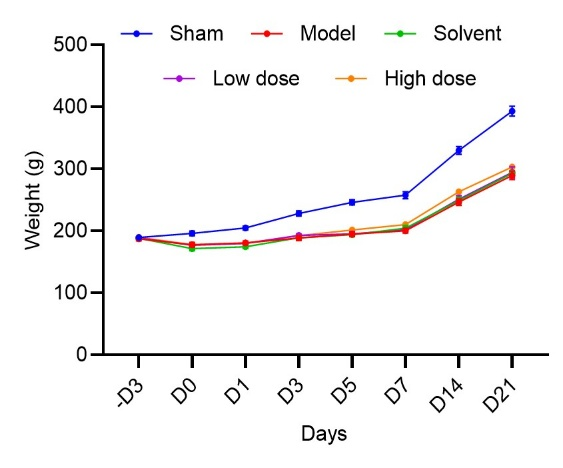 Sham Model Solvent
Low dose High dose
500
400
300
200
100
0
Weight (g)
-D3 D0 D1 D3 D5 D7 D14 D21
Days